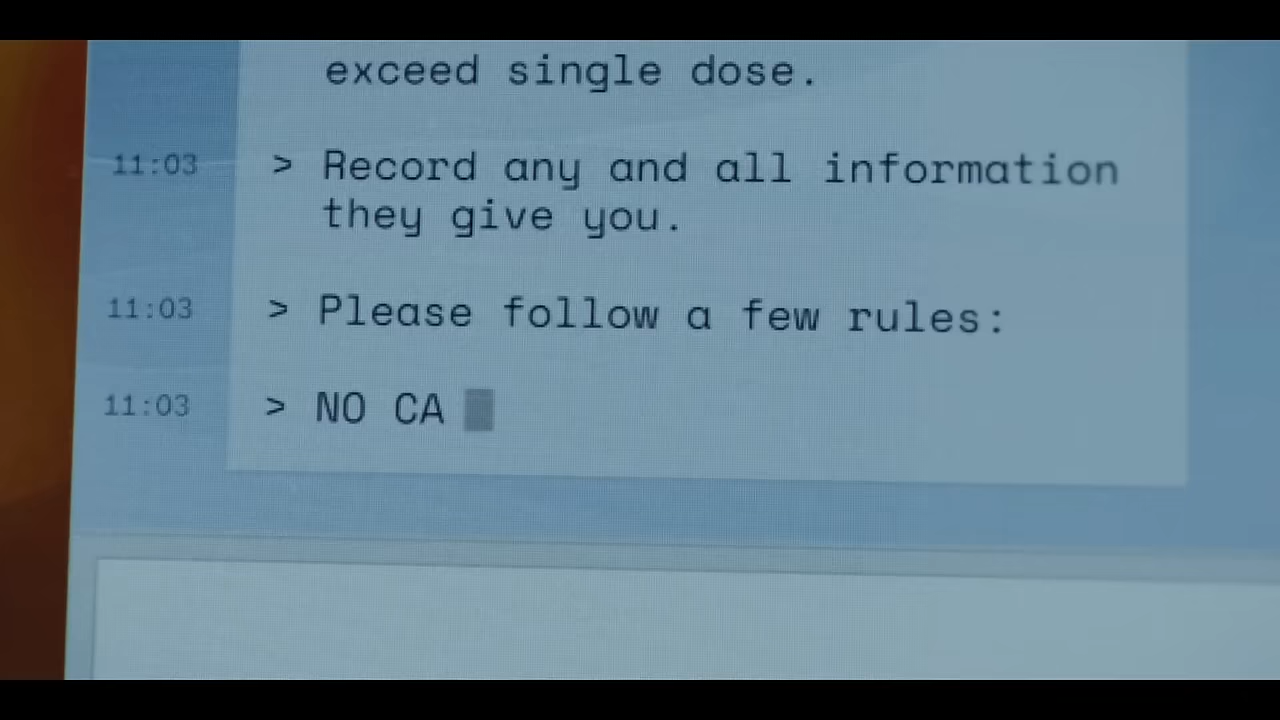 exceed single dose.
11:03 > Record any and all information
they give you.
11:03 > Please follow a few rules:
11:03 > NO CA